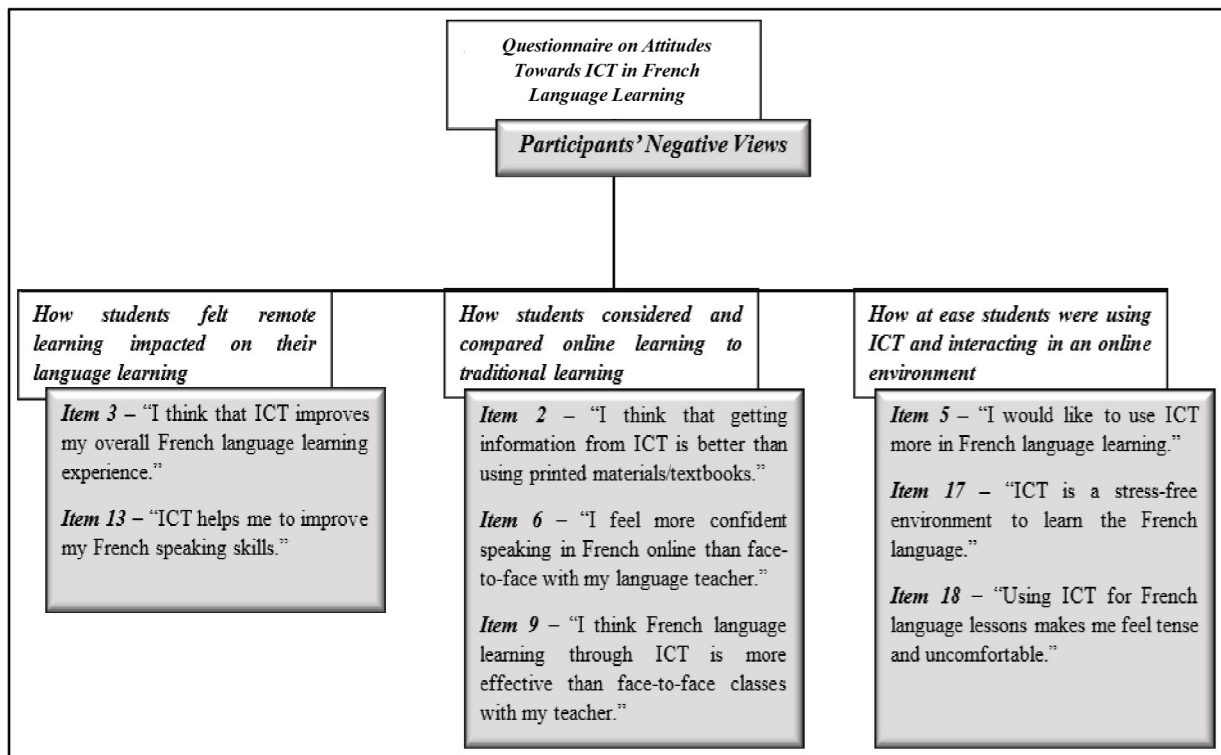 Questionnaire on Attitudes
Towards ICT in French
Language Learning
Participants' Negative Views
How students felt remote
learning impacted on their
language learning
Item 3 – “I think that ICT improves
my overall French language learning
experience.”
Item 13 – “ICT helps me to improve
my French speaking skills.”
How students considered and
compared online learning to
traditional learning
Item 2 – “I think that getting
information from ICT is better than
using printed materials/textbooks.”
Item 6 – “I feel more confident
speaking in French online than face-
to-face with my language teacher.”
Item 9 – “I think French language
learning through ICT is more
effective than face-to-face classes
with my teacher.”
How at ease students were using
ICT and interacting in an online
environment
Item 5 – “I would like to use ICT
more in French language learning.”
Item 17 – “ICT is a stress-free
environment to learn the French
language.”
Item 18 – “Using ICT for French
language lessons makes me feel tense
and uncomfortable.”